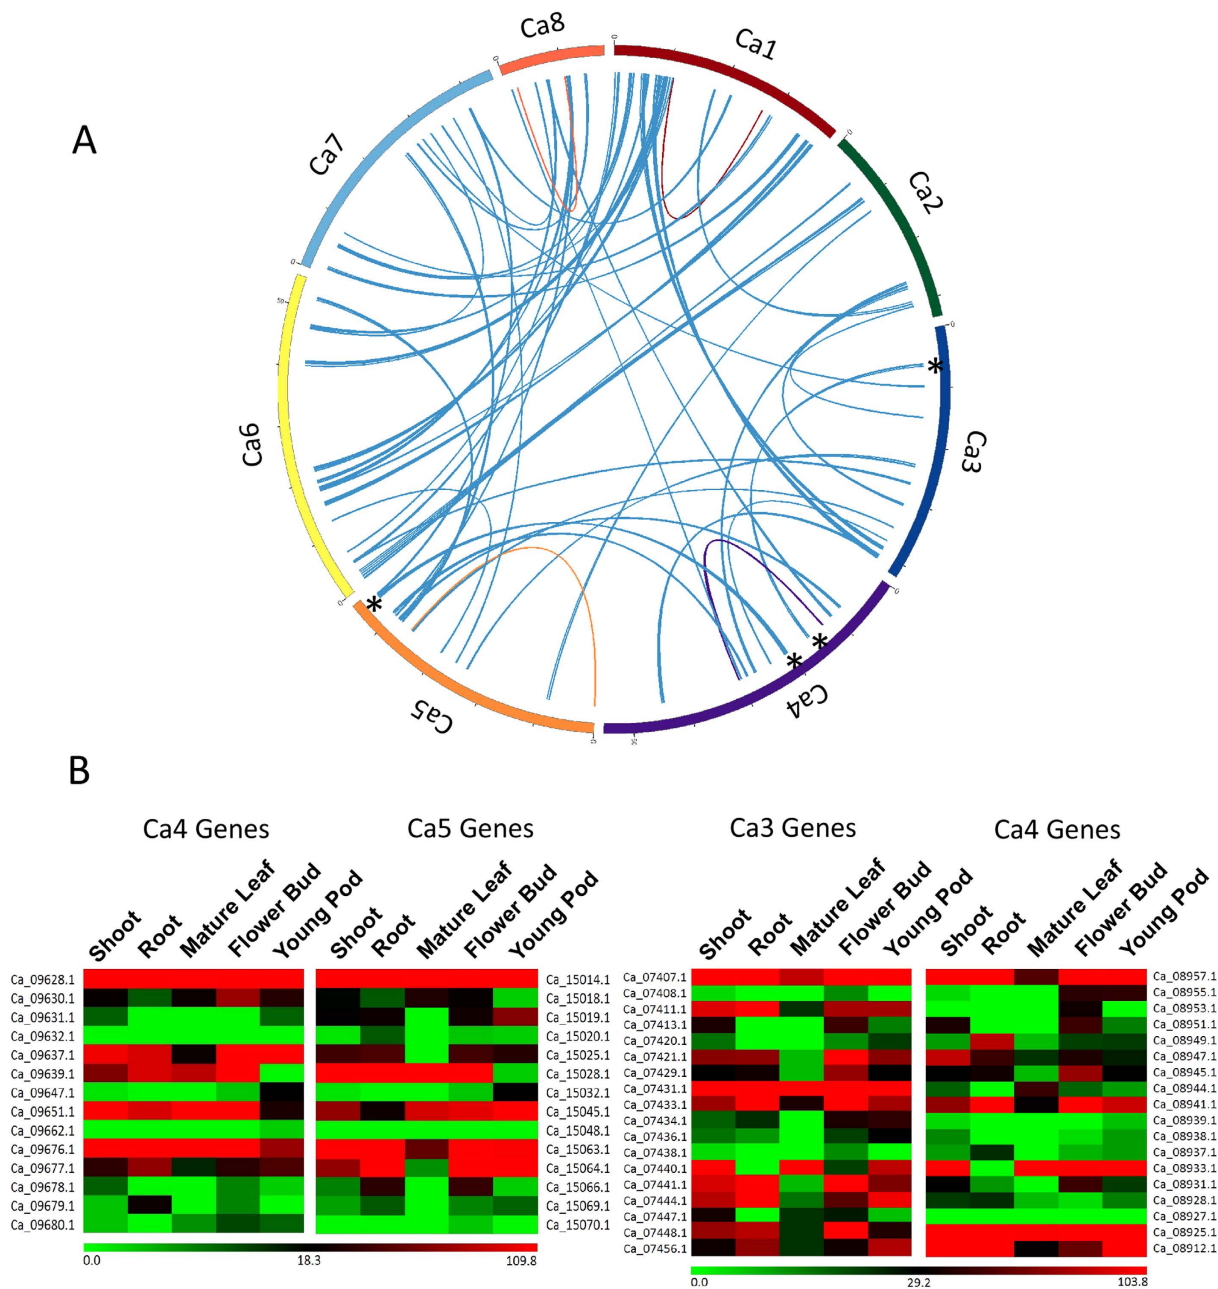 A
Ca8
Ca1
Ca7
Ca2
Ca6
Ca3
Ca5
Ca4
*
*
*
*
B
Ca4 Genes
Ca5 Genes
Ca3 Genes
Ca4 Genes
Shoot Root Mature Leaf Flower Bud Young Pod
Shoot Root Mature Leaf Flower Bud Young Pod
Shoot Root Mature Leaf Flower Bud Young Pod
Shoot Root Mature Leaf Flower Bud Young Pod
Ca_09628.1 Ca_15014.1
Ca_09630.1 Ca_15018.1
Ca_09631.1 Ca_15019.1
Ca_09632.1 Ca_15020.1
Ca_09637.1 Ca_15025.1
Ca_09639.1 Ca_15028.1
Ca_09647.1 Ca_15032.1
Ca_09651.1 Ca_15045.1
Ca_09662.1 Ca_15048.1
Ca_09676.1 Ca_15063.1
Ca_09677.1 Ca_15064.1
Ca_09678.1 Ca_15066.1
Ca_09679.1 Ca_15069.1
Ca_09680.1 Ca_15070.1
0.0 18.3 109.8
Ca_07407.1 Ca_08957.1
Ca_07408.1 Ca_08955.1
Ca_07411.1 Ca_08953.1
Ca_07413.1 Ca_08951.1
Ca_07420.1 Ca_08949.1
Ca_07421.1 Ca_08947.1
Ca_07429.1 Ca_08945.1
Ca_07431.1 Ca_08944.1
Ca_07433.1 Ca_08941.1
Ca_07434.1 Ca_08939.1
Ca_07436.1 Ca_08938.1
Ca_07438.1 Ca_08937.1
Ca_07440.1 Ca_08933.1
Ca_07441.1 Ca_08931.1
Ca_07444.1 Ca_08928.1
Ca_07447.1 Ca_08927.1
Ca_07448.1 Ca_08925.1
Ca_07456.1 Ca_08912.1
0.0 29.2 103.8